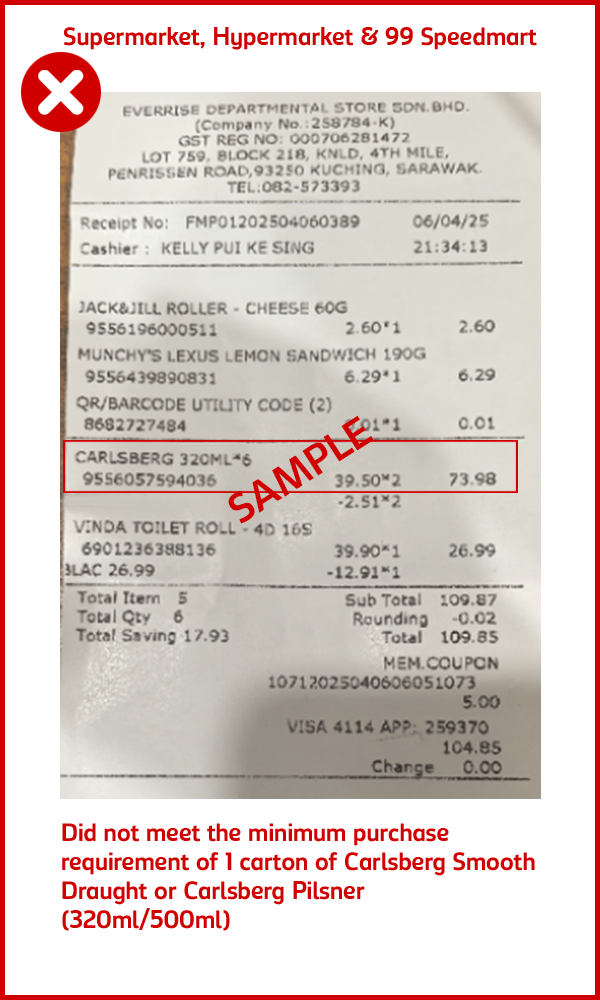 Supermarket, Hypermarket & 99 Speedmart
EVERRISE DEPARTMENTAL STORE SDN.BHD.
(Company No.:258784-K)
GST REG NO: 000706281472
LOT 759, BLOCK 218, KNLD, 4TH MILE,
PENRISSEN ROAD,93250 KUCHING, SARAWAK.
TEL:082-573393
Receipt No: FMP01202504060389 06/04/25
Cashier : KELLY PUI KE SING 21:34:13
JACK&JILL ROLLER - CHEESE 60G
9556196000511 2.60*1 2.60
MUNCHY'S LEXUS LEMON SANDWICH 190G
9556439890831 6.29*1 6.29
QR/BARCODE UTILITY CODE (2)
8682727484 0.01*1 0.01
CARLSBERG 320ML*6
9556057594036 39.50*2 73.98
-2.51*2
SAMPLE
VINDA TOILET ROLL - 4D 16S
6901236388136 39.90*1 26.99
BLAC 26.99 -12.91*1
Total Item 5 Sub Total 109.87
Total Qty 6 Rounding -0.02
Total Saving 17.93 Total 109.85
MEM.COUPON
10712025040606051073
5.00
VISA 4114 APP: 259370
104.85
Change 0.00
Did not meet the minimum purchase
requirement of 1 carton of Carlsberg Smooth
Draught or Carlsberg Pilsner
(320ml/500ml)